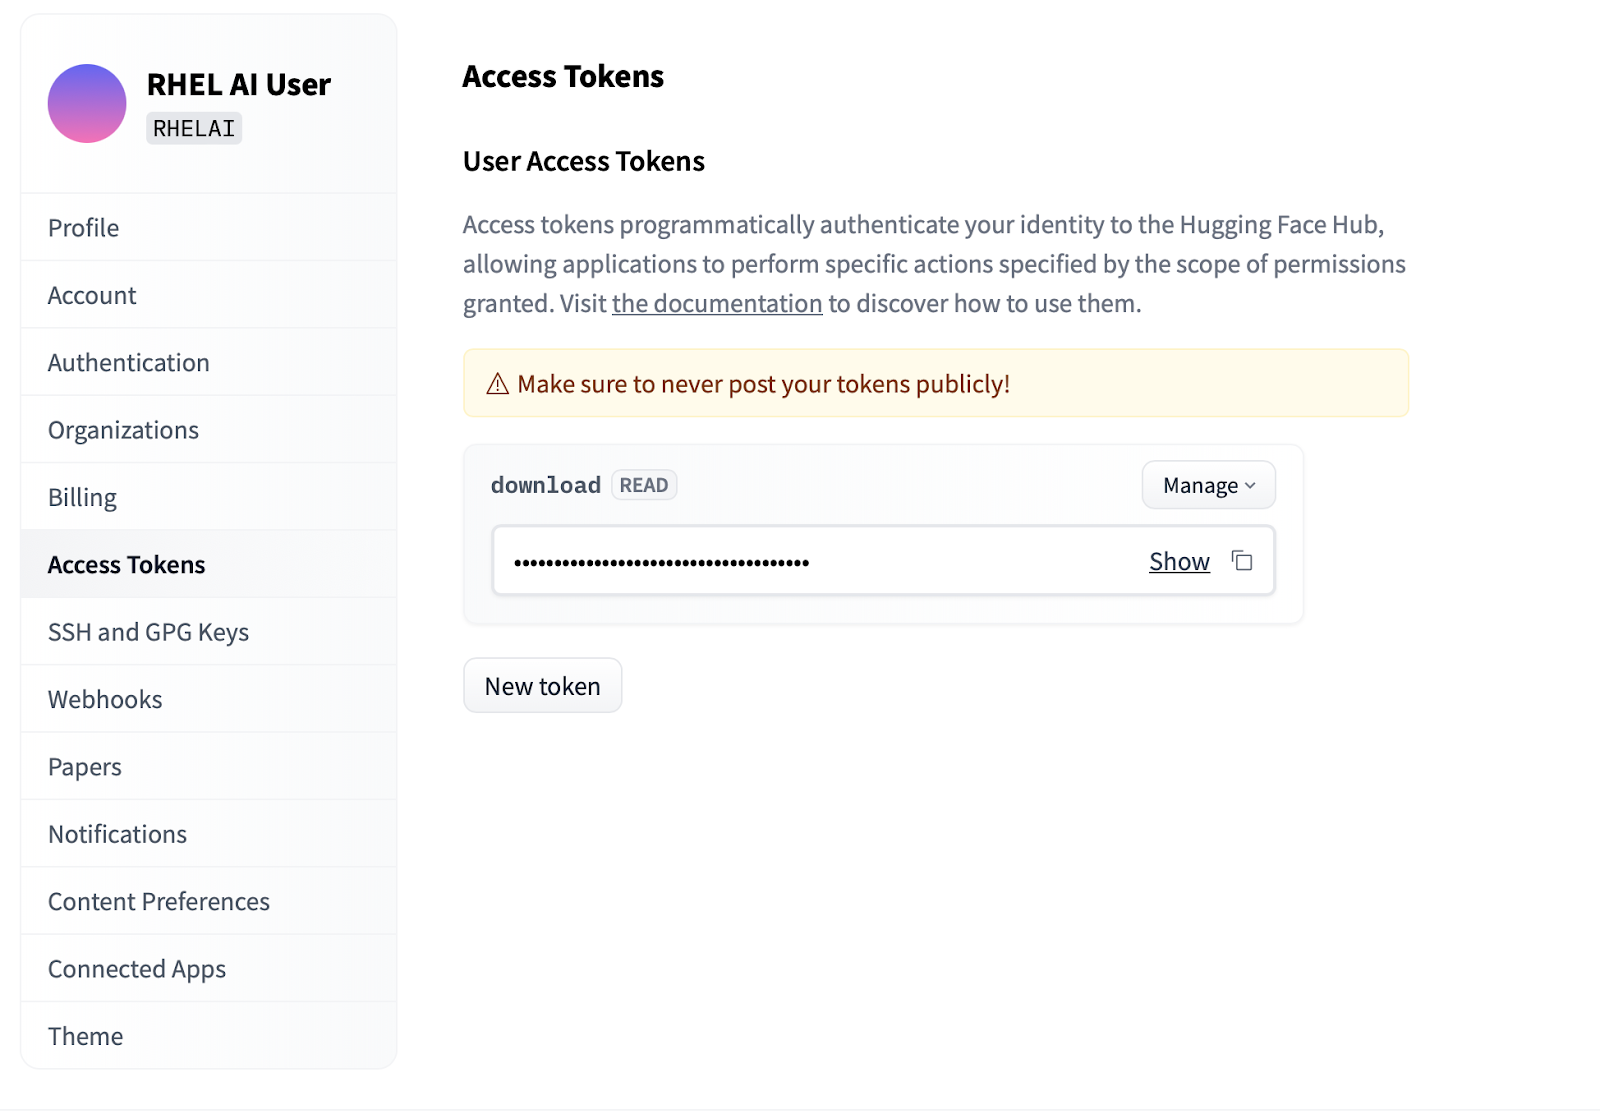 RHEL AI User
RHELAI
Profile
Account
Authentication
Organizations
Billing
Access Tokens
SSH and GPG Keys
Webhooks
Papers
Notifications
Content Preferences
Connected Apps
Theme
Access Tokens
User Access Tokens
Access tokens programmatically authenticate your identity to the Hugging Face Hub,
allowing applications to perform specific actions specified by the scope of permissions
granted. Visit the documentation to discover how to use them.
⚠ Make sure to never post your tokens publicly!
download READ Manage
••••••••••••••••••••••••••••••••••••• Show
New token